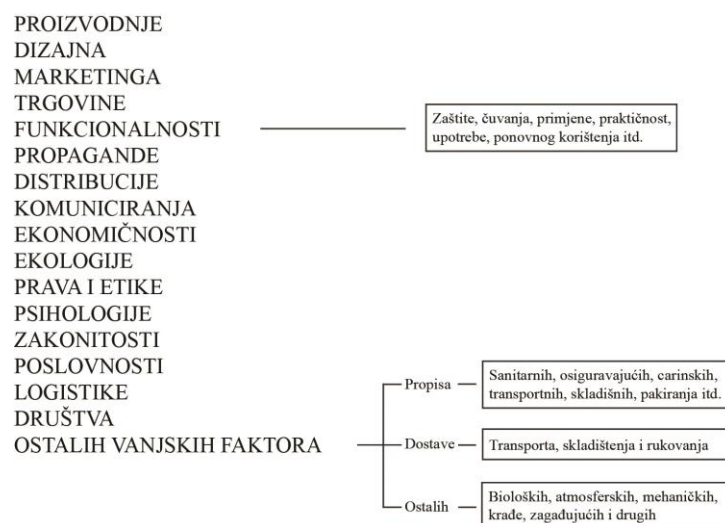 PROIZVODNJE
DIZAJNA
MARKETINGA
TRGOVINE
FUNKCIONALNOSTI
Zaštite, čuvanja, primjene, praktičnost,
upotrebe, ponovnog korištenja itd.
PROPAGANDE
DISTRIBUCIJE
KOMUNICIRANJA
EKONOMIČNOSTI
EKOLOGIJE
PRAVA I ETIKE
PSIHOLOGIJE
ZAKONITOSTI
POSLOVNOSTI
LOGISTIKE
DRUŠTVA
OSTALIH VANJSKIH FAKTORA
Propisa
Sanitarnih, osiguravajućih, carinskih,
transportnih, skladišnih, pakiranja itd.
Dostave
Transporta, skladištenja i rukovanja
Ostalih
Bioloških, atmosferskih, mehaničkih,
krađe, zagađujućih i drugih